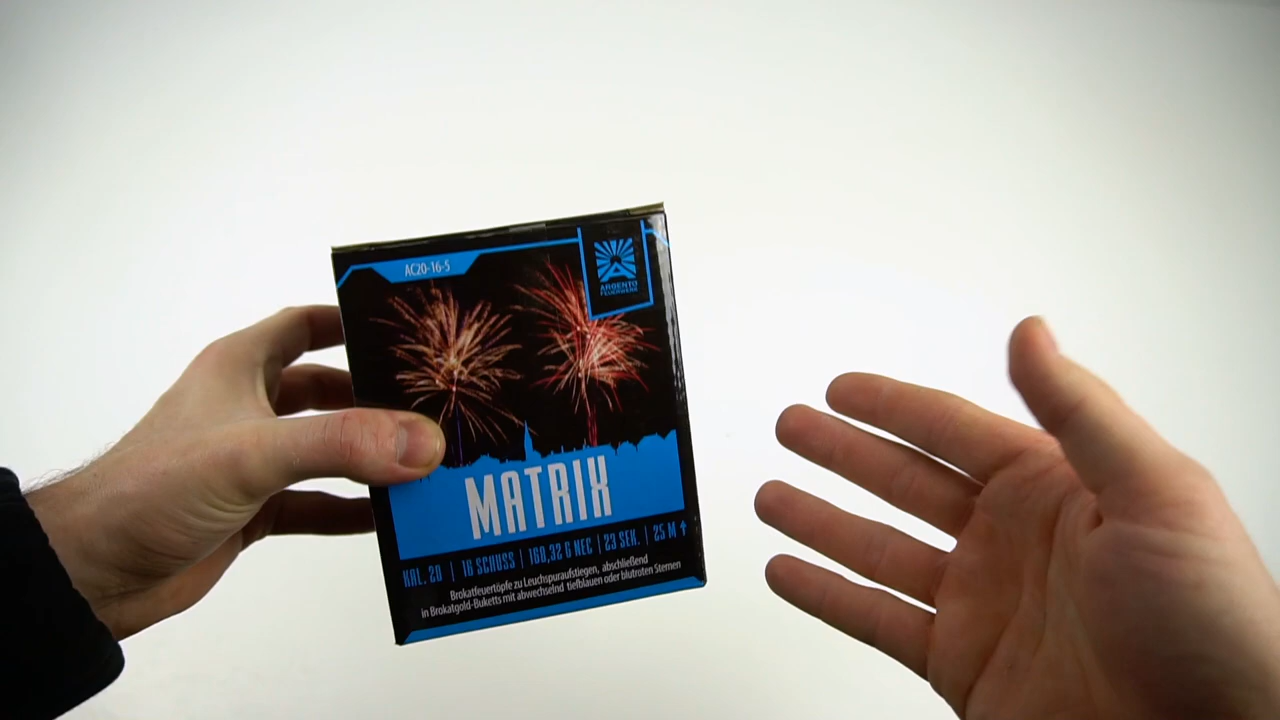 AC20-16-5
ARGENTO
FEUERWERK
MATRIX
KAL. 20 | 16 SCHUSS | 160,32 G NEC | 23 SEK. | 25 M ↑
Brokatfeuertöpfe zu Leuchspuraufstiegen, abschließend
in Brokatgold-Buketts mit abwechselnd tiefblauen oder blutroten Sternen